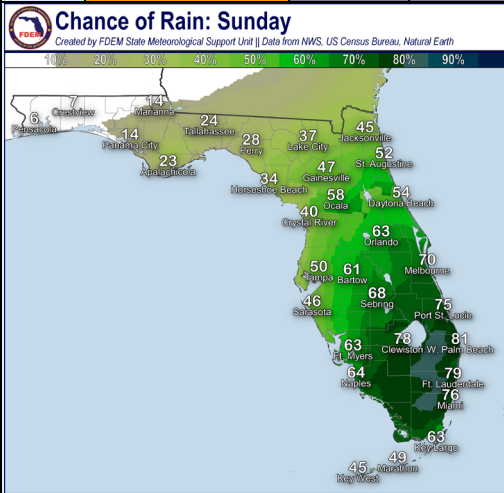 Chance of Rain: Sunday
FDEM
Created by FDEM State Meteorological Support Unit || Data from NWS, US Census Bureau, Natural Earth
10% 20% 30% 40% 50% 60% 70% 80% 90%
6
Pensacola
7
Crestview
14
Marianna
14
Panama City
24
Tallahassee
23
Apalachicola
28
Perry
37
Lake City
45
Jacksonville
52
St. Augustine
47
Gainesville
34
Horseshoe Beach
58
Ocala
54
Daytona Beach
40
Crystal River
63
Orlando
70
Melbourne
50
Tampa
61
Bartow
68
Sebring
46
Sarasota
75
Port St. Lucie
63
Ft. Myers
78
Clewiston
81
W. Palm Beach
64
Naples
79
Ft. Lauderdale
76
Miami
63
Key Largo
49
Marathon
45
Key West